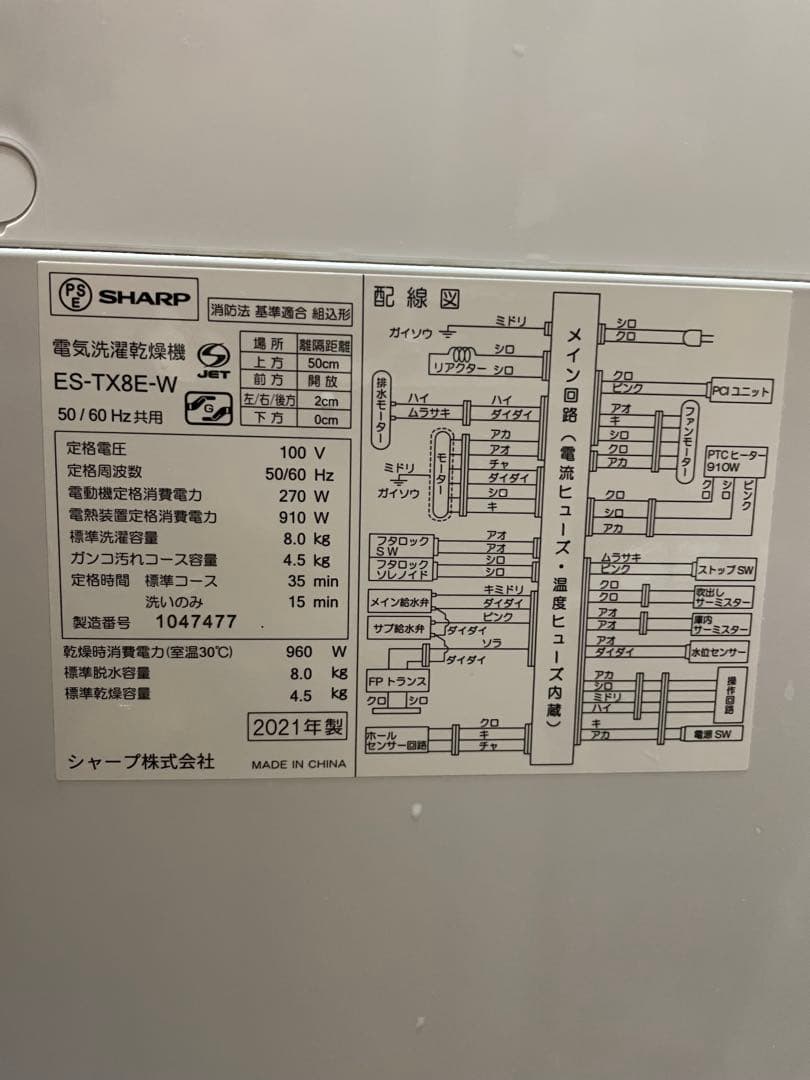 PS
E
SHARP
消防法 基準適合 組込形
電気洗濯乾燥機
JET
ES-TX8E-W
50/60 Hz共用
G
場所 離隔距離
上方 50cm
前方 開放
左/右/後方 2cm
下方 0cm
定格電圧 100 V
定格周波数 50/60 Hz
電動機定格消費電力 270 W
電熱装置定格消費電力 910 W
標準洗濯容量 8.0 kg
ガンコ汚れコース容量 4.5 kg
定格時間 標準コース 35 min
洗いのみ 15 min
製造番号 1047477
乾燥時消費電力(室温30℃) 960 W
標準脱水容量 8.0 kg
標準乾燥容量 4.5 kg
2021年製
シャープ株式会社 MADE IN CHINA
配線図
ガイソウ ミドリ
リアクター シロ
シロ
排水モーター
ハイ ハイ
ムラサキ ダイダイ
モーター
ミドリ
ガイソウ
アカ
アオ
チャ
ダイダイ
シロ
キ
フタロック
SW
アオ
アオ
フタロック
ソレノイド
シロ
シロ
メイン給水弁
キミドリ
ダイダイ
サブ給水弁
ピンク
ダイダイ
FPトランス
ソラ
ダイダイ
クロ シロ
ホール
センサー回路
クロ
キ
チャ
メイン回路(電流ヒューズ・温度ヒューズ内蔵)
シロ
クロ
クロ
ピンク
PCIユニット
アオ
キ
シロ
クロ
アカ
ファンモーター
PTCヒーター
910W
クロ
シロ
ピンク
クロ
シロ
アカ
ムラサキ
ピンク
ストップSW
クロ
クロ
吹出し
サーミスター
アオ
アオ
庫内
サーミスター
アオ
ダイダイ
水位センサー
アカ
シロ
ミドリ
ハイ
操作回路
キ
アカ
電源SW